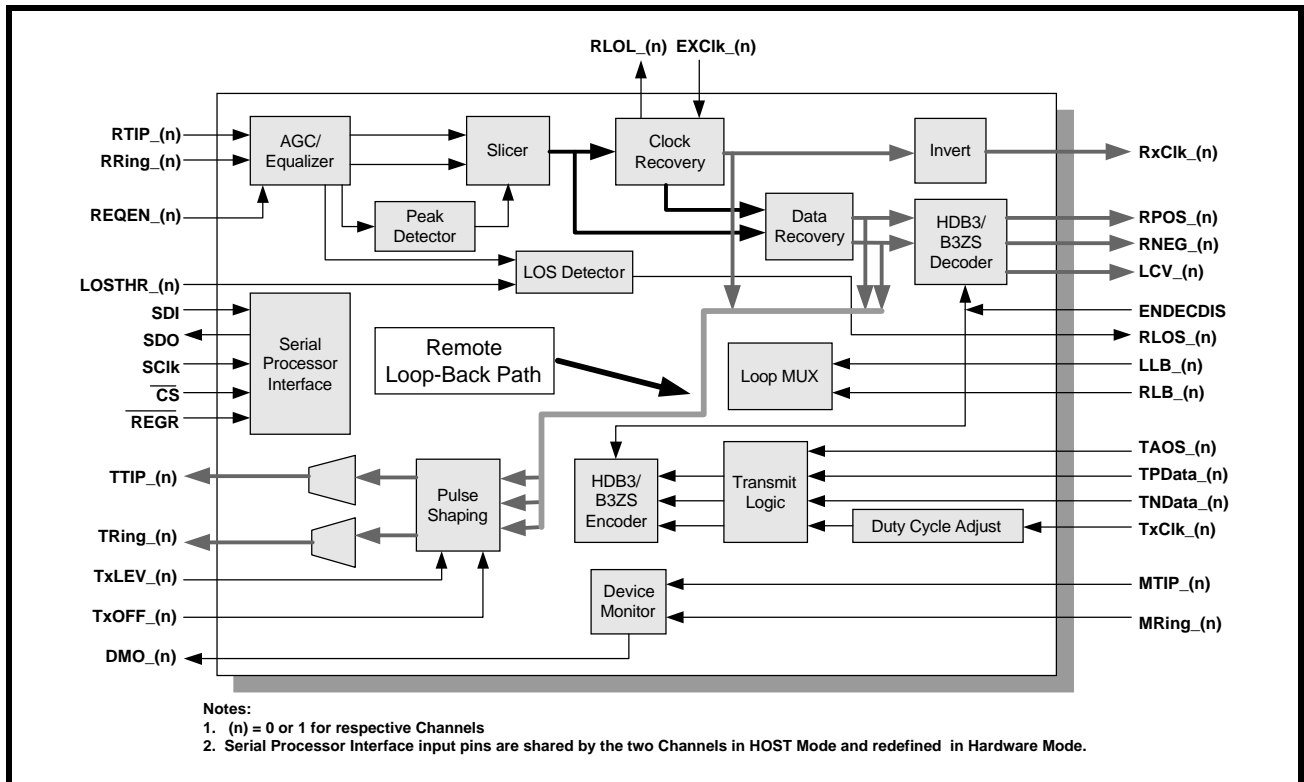 RLOL_(n) EXClk_(n)
RTIP_(n)
RRing_(n)
REQEN_(n)
LOSTHR_(n)
SDI
SDO
SClk
CS
REGR
TTIP_(n)
TRing_(n)
TxLEV_(n)
TxOFF_(n)
DMO_(n)
AGC/
Equalizer
Slicer
Clock
Recovery
Invert
Peak
Detector
Data
Recovery
HDB3/
B3ZS
Decoder
LOS Detector
Serial
Processor
Interface
Remote
Loop-Back Path
Loop MUX
Pulse
Shaping
HDB3/
B3ZS
Encoder
Transmit
Logic
Duty Cycle Adjust
Device
Monitor
RxClk_(n)
RPOS_(n)
RNEG_(n)
LCV_(n)
ENDECDIS
RLOS_(n)
LLB_(n)
RLB_(n)
TAOS_(n)
TPData_(n)
TNData_(n)
TxClk_(n)
MTIP_(n)
MRing_(n)
Notes:
1. (n) = 0 or 1 for respective Channels
2. Serial Processor Interface input pins are shared by the two Channels in HOST Mode and redefined in Hardware Mode.